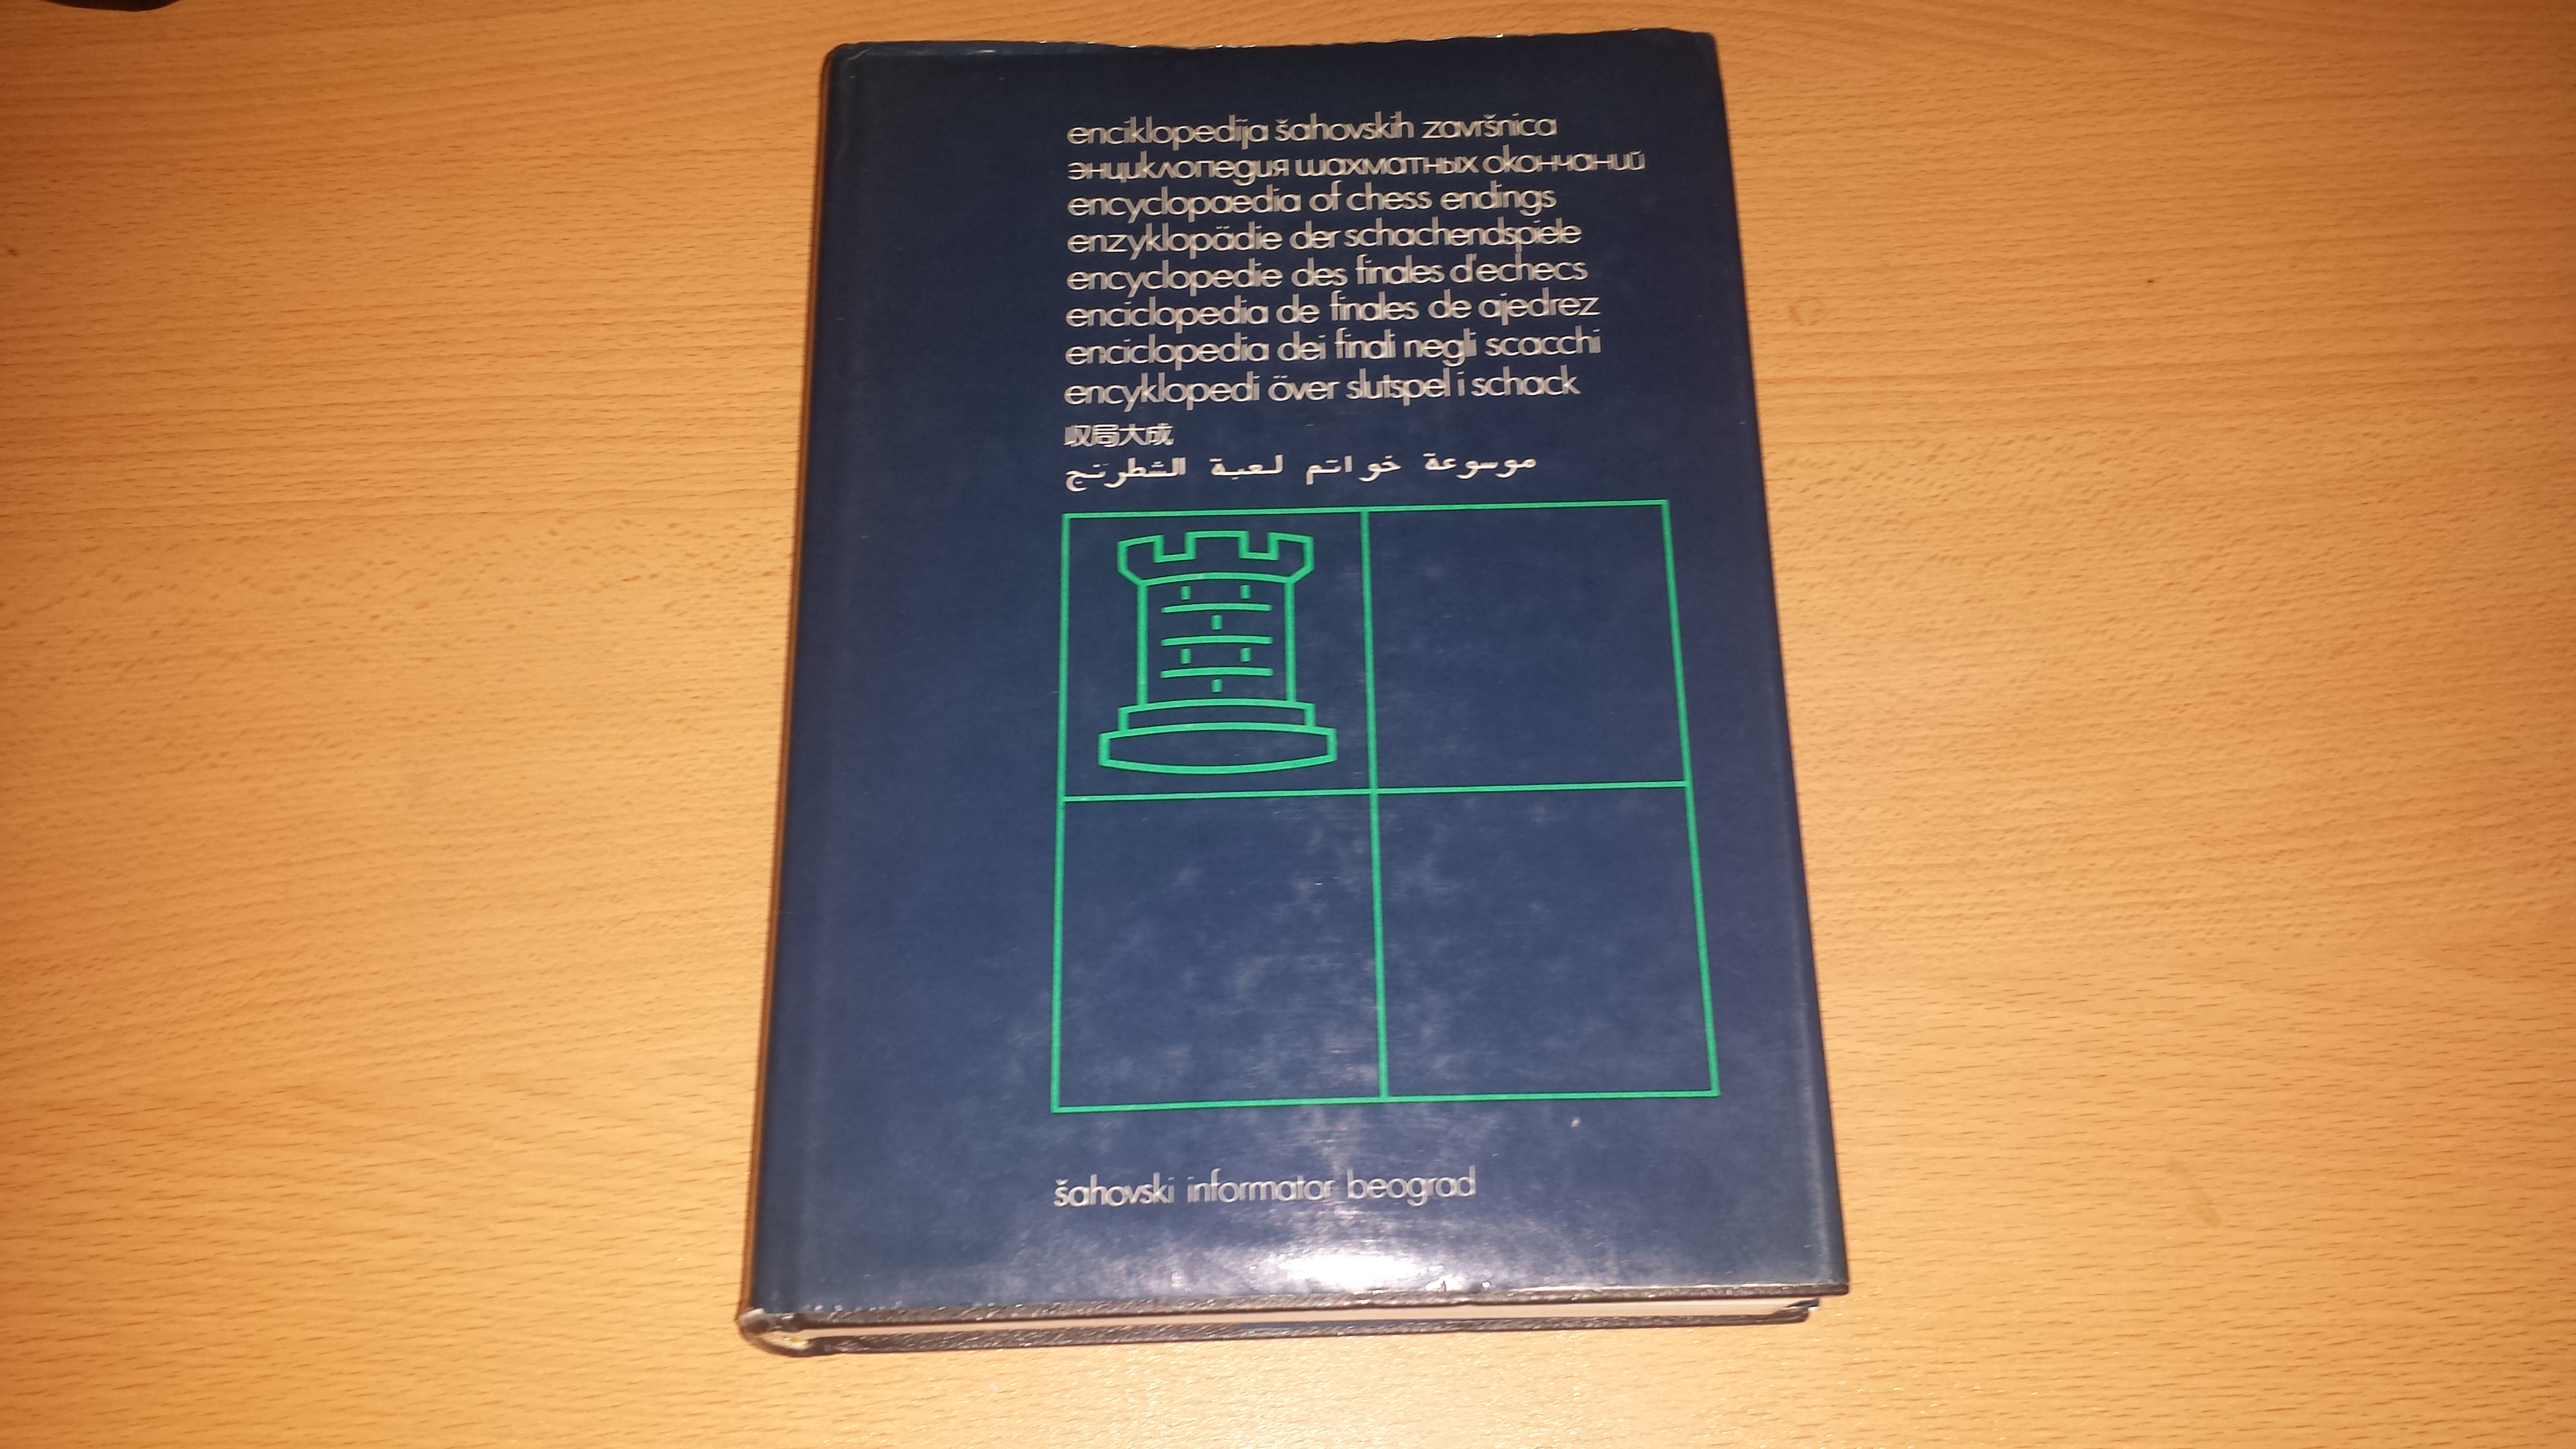 enciklopedija šahovskih završnica
энциклопедия шахматных окончаний
encyclopaedia of chess endings
enzyklopädie der schachendspiele
encyclopedie des finales d'echecs
enciclopedia de finales de ajedrez
enciclopedia dei finali negli scacchi
encyklopedi över slutspel i schack
収局大成
موسوعة خواتم لعبة الشطرنج
šahovski informator beograd